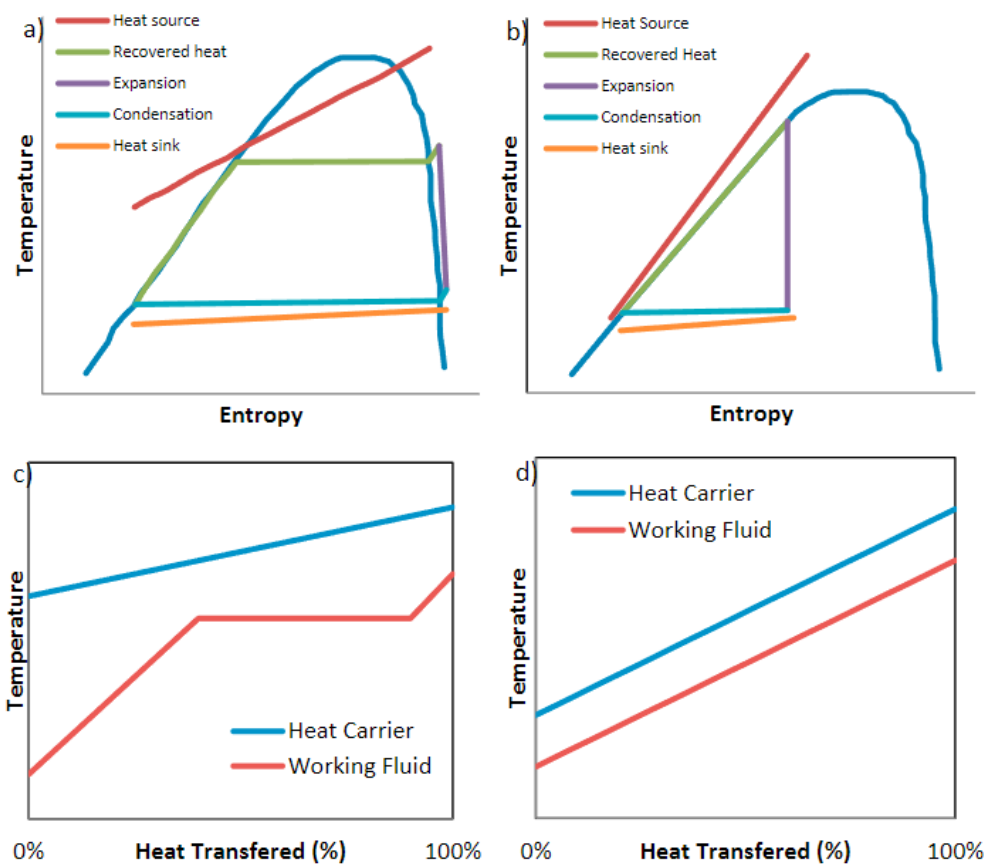 a)
Heat source
Recovered heat
Expansion
Condensation
Heat sink
Temperature
Entropy
b)
Heat Source
Recovered Heat
Expansion
Condensation
Heat sink
Temperature
Entropy
c)
Heat Carrier
Working Fluid
Temperature
0%
Heat Transfered (%)
100%
d)
Heat Carrier
Working Fluid
Temperature
0%
Heat Transfered (%)
100%